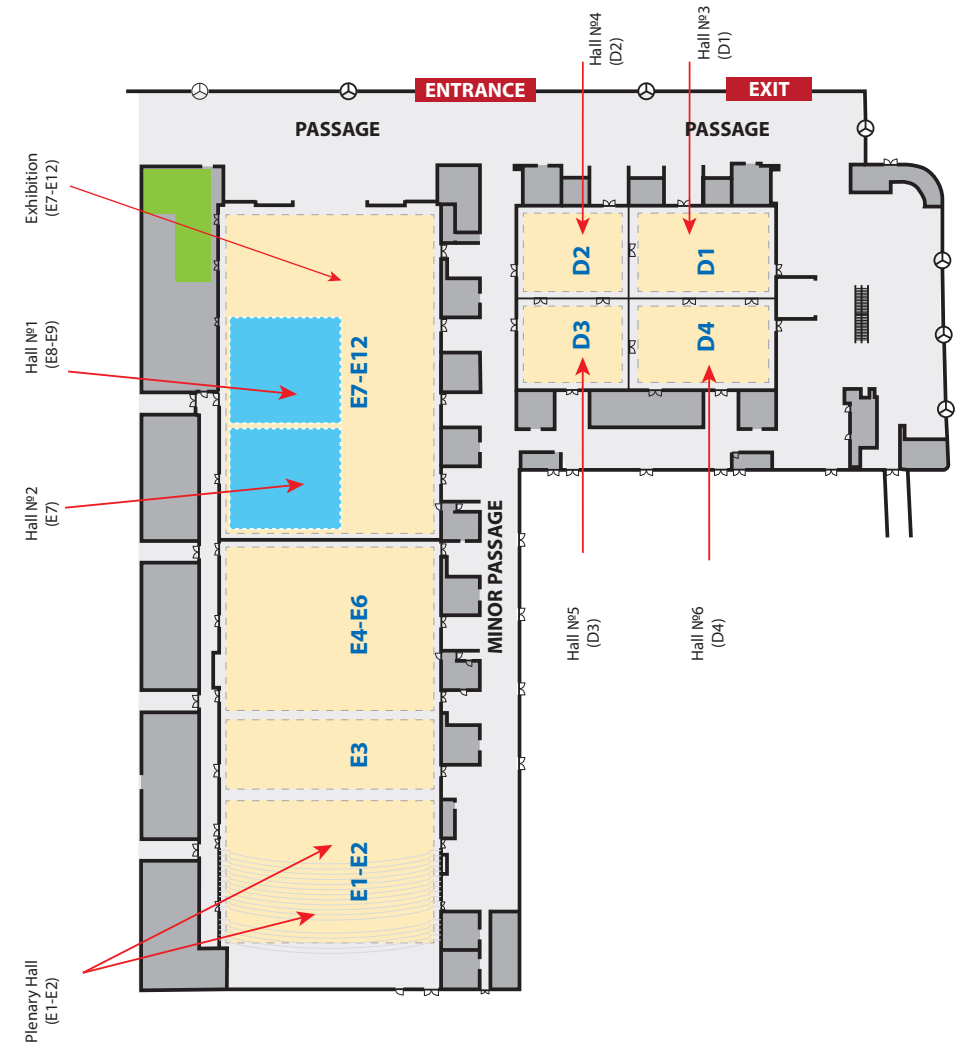 Hall №4
(D2)
Hall №3
(D1)
ENTRANCE
EXIT
PASSAGE
PASSAGE
Exhibition
(E7-E12)
D2
D1
Hall №1
(E8-E9)
E7-E12
D3
D4
Hall №2
(E7)
MINOR PASSAGE
E4-E6
Hall №5
(D3)
Hall №6
(D4)
E3
E1-E2
Plenary Hall
(E1-E2)